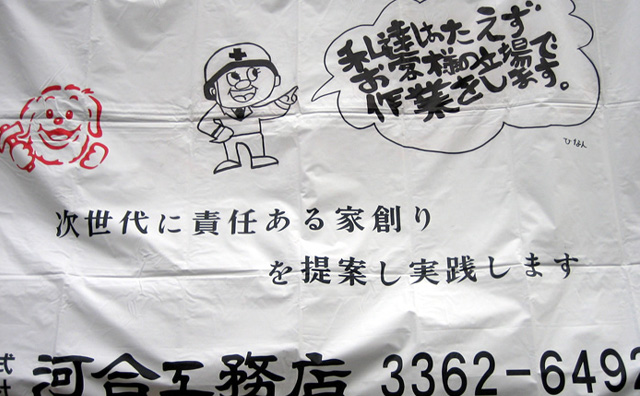 私達はたえず
お客様の立場で
作業をします。
ひなん
次世代に責任ある家創り
を提案し実践します
式
河合工務店 3362-6492